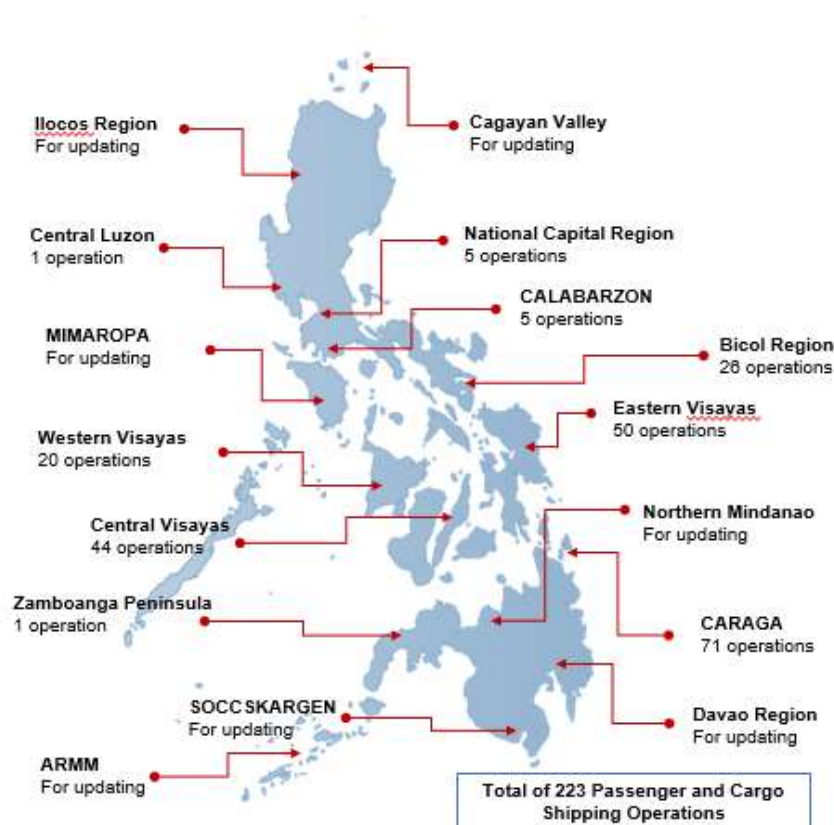 Ilocos Region
For updating
Cagayan Valley
For updating
Central Luzon
1 operation
National Capital Region
5 operations
CALABARZON
5 operations
MIMAROPA
For updating
Bicol Region
26 operations
Eastern Visayas
50 operations
Western Visayas
20 operations
Northern Mindanao
For updating
Central Visayas
44 operations
Zamboanga Peninsula
1 operation
CARAGA
71 operations
SOCCSKARGEN
For updating
Davao Region
For updating
ARMM
For updating
Total of 223 Passenger and Cargo
Shipping Operations